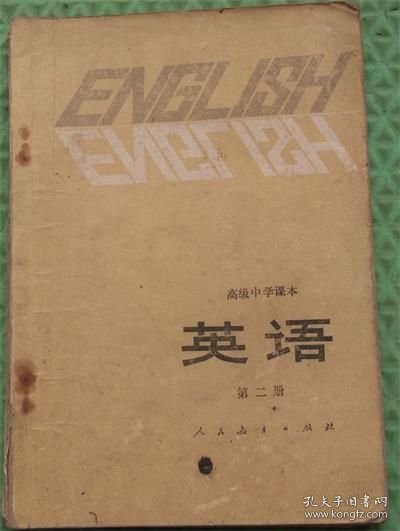 ENGLISH
ENGLISH
高级中学课本
英语
第二册
人民教育出版社
孔夫子旧书网
www.kongfz.com